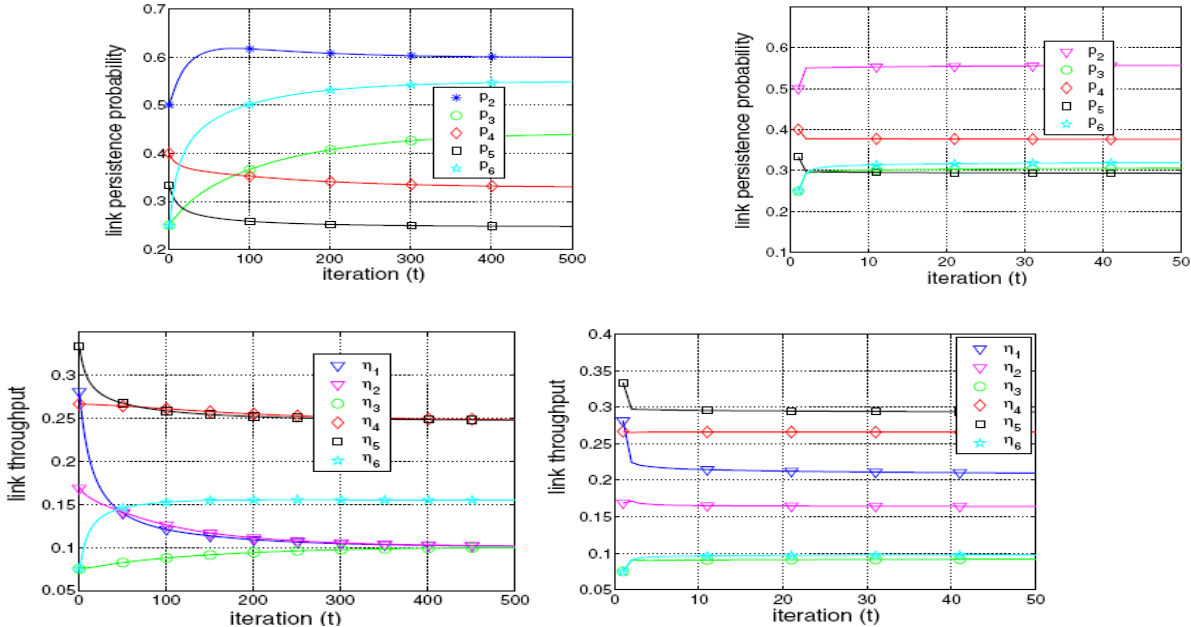 link persistence probability
0.6
0.5
0.4
0.3
0.2
p2
p3
p4
p5
p6
0 100 200 300 400 500
iteration (t)
link persistence probability
0.6
0.5
0.4
0.3
0.2
0.1
p2
p3
p4
p5
p6
0 10 20 30 40 50
iteration (t)
link throughput
0.3
0.25
0.2
0.15
0.1
0.05
η1
η2
η3
η4
η5
η6
0 100 200 300 400 500
iteration (t)
link throughput
0.4
0.35
0.3
0.25
0.2
0.15
0.1
0.05
η1
η2
η3
η4
η5
η6
0 10 20 30 40 50
iteration (t)